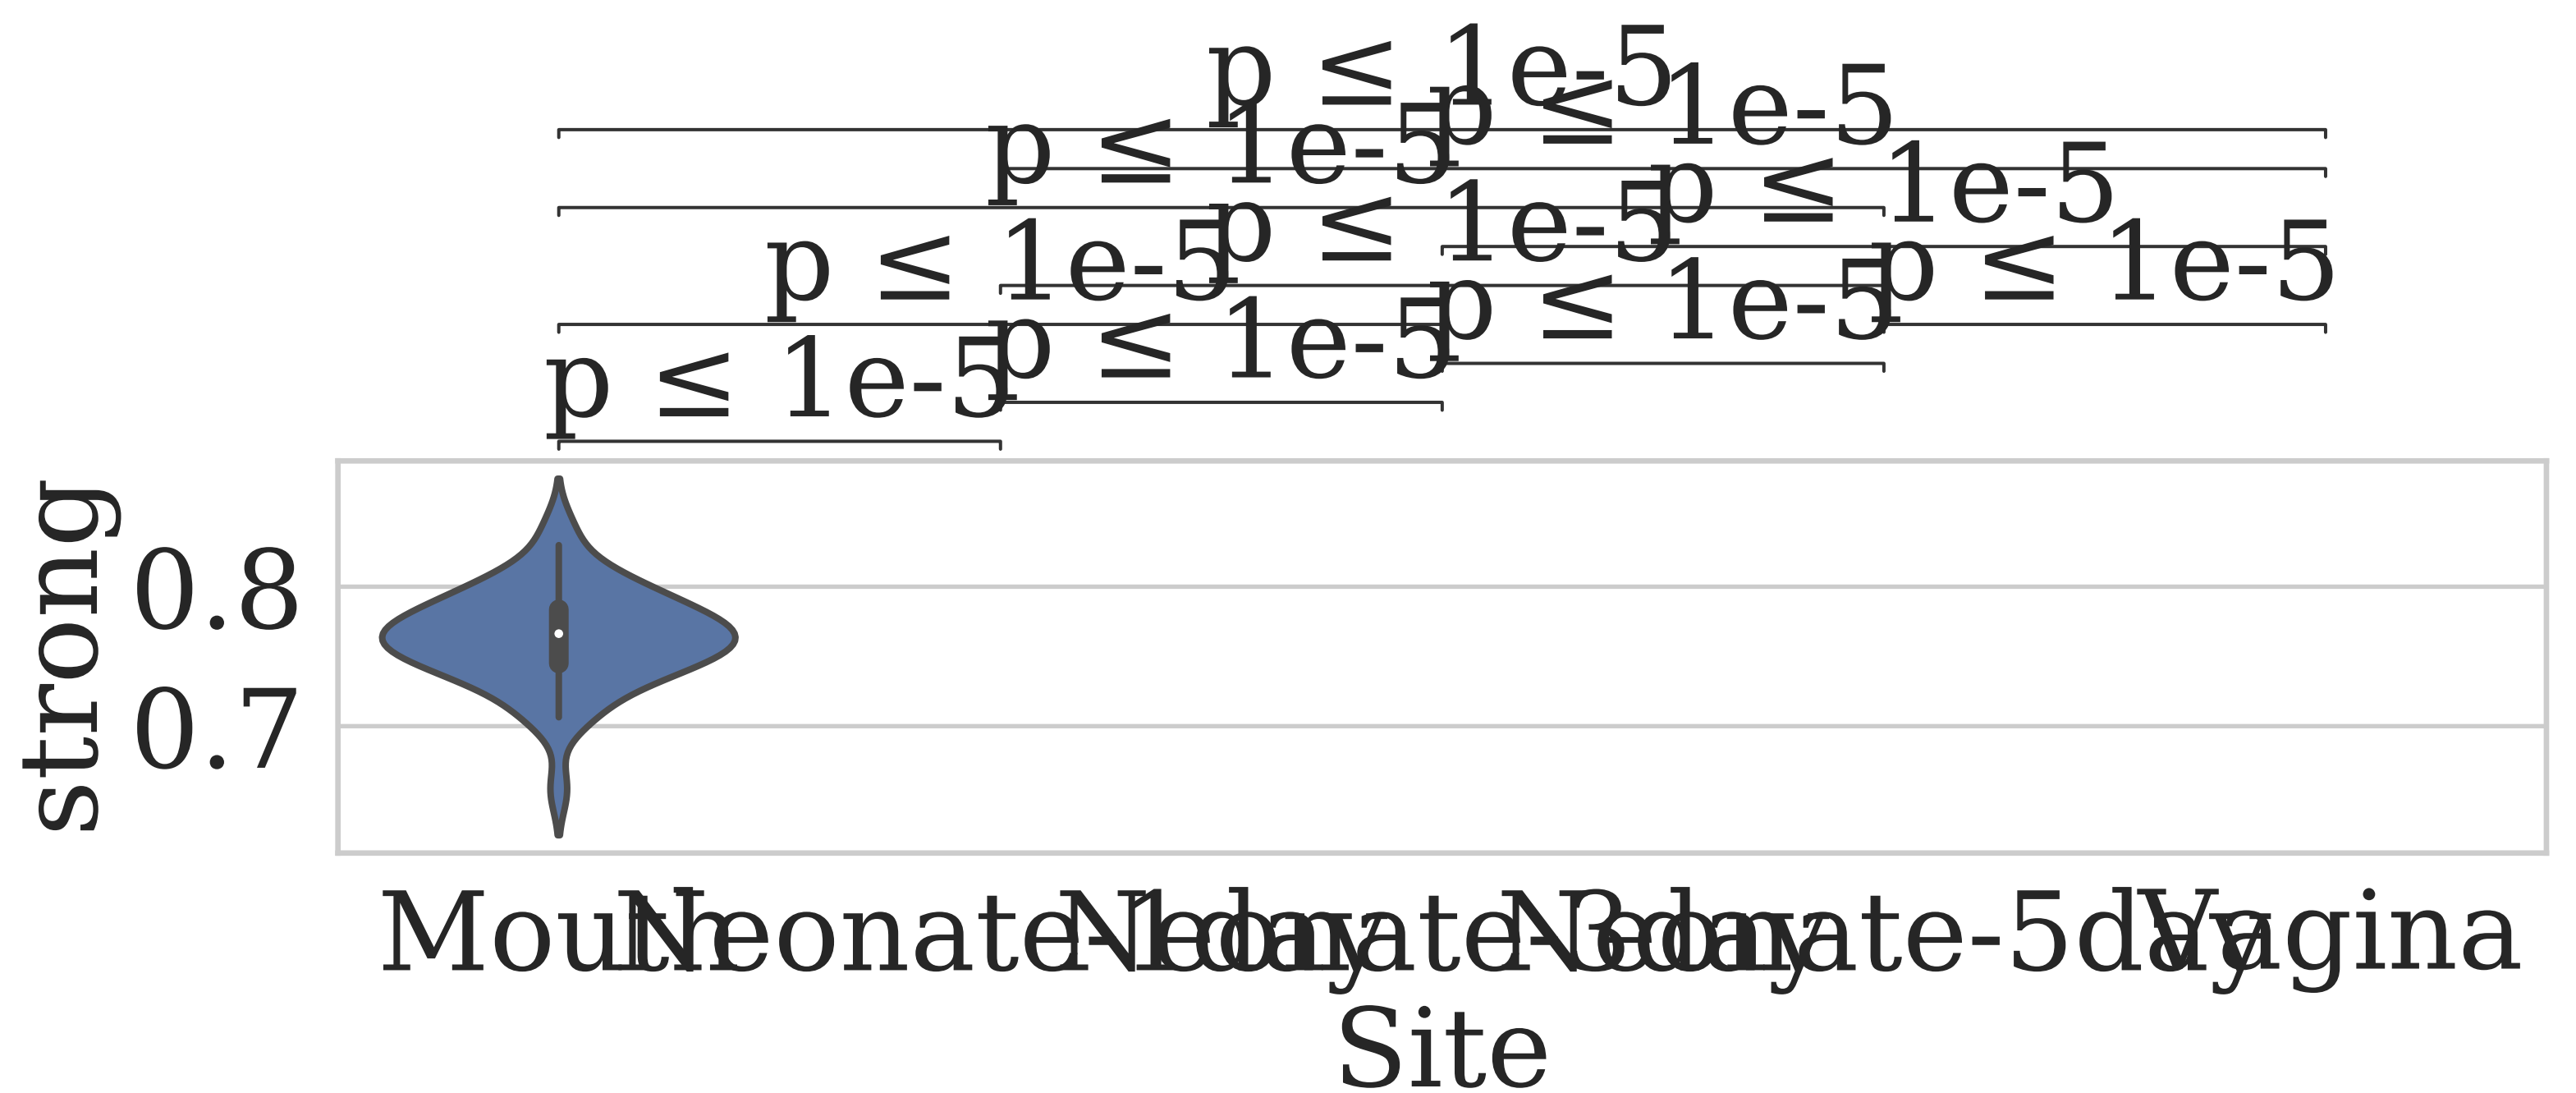 p ≤ 1e-5
p ≤ 1e-5
p ≤ 1e-5
p ≤ 1e-5
p ≤ 1e-5
p ≤ 1e-5
p ≤ 1e-5
p ≤ 1e-5
p ≤ 1e-5
p ≤ 1e-5
strong
0.8
0.7
Mouth Neonate-1day Neonate-3day Neonate-5day Vagina
Site